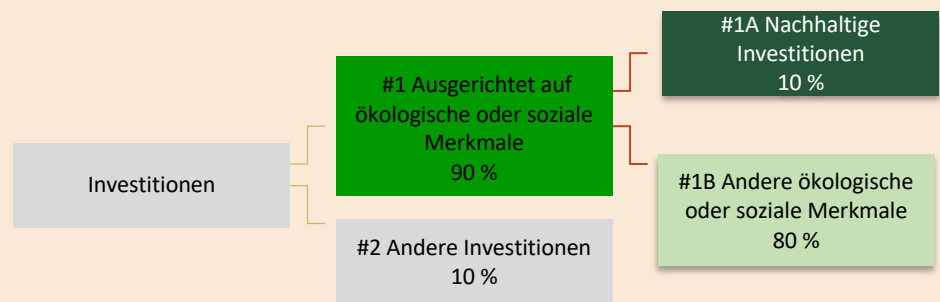 Investitionen
#1 Ausgerichtet auf
ökologische oder soziale
Merkmale
90 %
#2 Andere Investitionen
10 %
#1A Nachhaltige
Investitionen
10 %
#1B Andere ökologische
oder soziale Merkmale
80 %